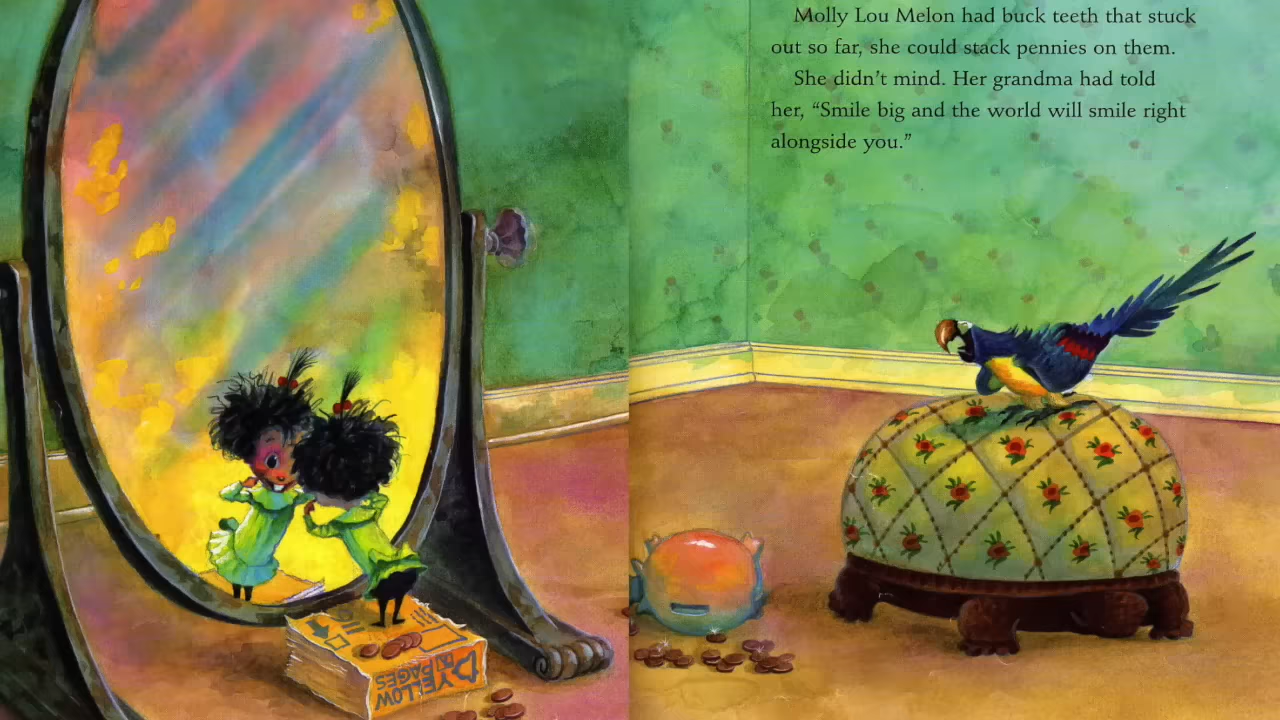 Molly Lou Melon had buck teeth that stuck
out so far, she could stack pennies on them.
She didn't mind. Her grandma had told
her, “Smile big and the world will smile right
alongside you.”
YELLOW
PAGES